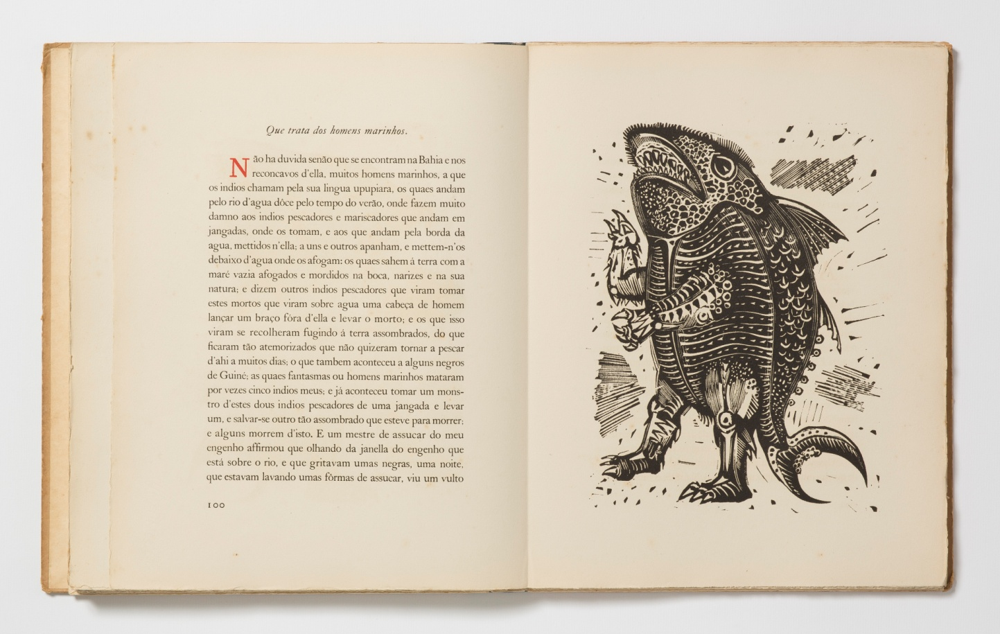 Que trata dos homens marinhos.
Não ha duvida senão que se encontram na Bahia e nos
reconcavos d'ella, muitos homens marinhos, a que
os indios chamam pela sua lingua upupiara, os quaes andam
pelo rio d'agua dôce pelo tempo do verão, onde fazem muito
damno aos indios pescadores e mariscadores que andam em
jangadas, onde os tomam, e aos que andam pela borda da
agua, mettidos n'ella; a uns e outros apanham, e mettem-n'os
debaixo d'agua onde os afogam: os quaes sahem á terra com a
maré vazia afogados e mordidos na boca, narizes e na sua
natura; e dizem outros indios pescadores que viram tomar
estes mortos que viram sobre agua uma cabeça de homem
lançar um braço fóra d'ella e levar o morto; e os que isso
viram se recolheram fugindo á terra assombrados, do que
ficaram tão atemorizados que não quizeram tornar a pescar
d'ahi a muitos dias; o que tambem aconteceu a alguns negros
de Guiné; as quaes fantasmas ou homens marinhos mataram
por vezes cinco indios meus; e já aconteceu tomar um mons-
tro d'estes dous indios pescadores de uma jangada e levar
um, e salvar-se outro tão assombrado que esteve para morrer;
e alguns morrem d'isto. E um mestre de assucar do meu
engenho affirmou que olhando da janella do engenho que
está sobre o rio, e que gritavam umas negras, uma noite,
que estavam lavando umas fôrmas de assucar, viu um vulto
100